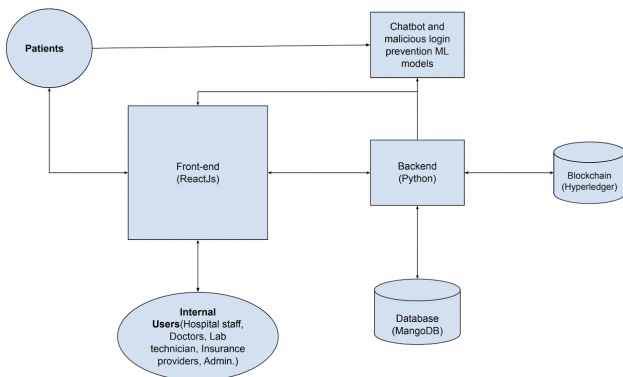 Patients
Chatbot and
malicious login
prevention ML
models
Front-end
(ReactJs)
Backend
(Python)
Blockchain
(Hyperledger)
Internal
Users(Hospital staff,
Doctors, Lab
technician, Insurance
providers, Admin.)
Database
(MangoDB)